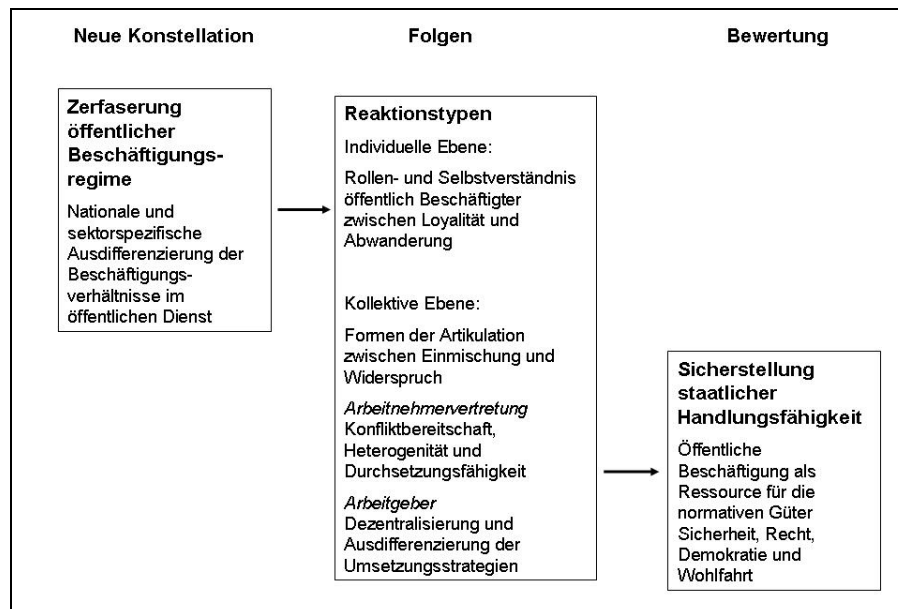 Neue Konstellation
Folgen
Bewertung
Zerfaserung
öffentlicher
Beschäftigungs-
regime
Nationale und
sektorspezifische
Ausdifferenzierung der
Beschäftigungs-
verhältnisse im
öffentlichen Dienst
Reaktionstypen
Individuelle Ebene:
Rollen- und Selbstverständnis
öffentlich Beschäftigter
zwischen Loyalität und
Abwanderung
Kollektive Ebene:
Formen der Artikulation
zwischen Einmischung und
Widerspruch
Arbeitnehmervertretung
Konfliktbereitschaft,
Heterogenität und
Durchsetzungsfähigkeit
Arbeitgeber
Dezentralisierung und
Ausdifferenzierung der
Umsetzungsstrategien
Sicherstellung
staatlicher
Handlungsfähigkeit
Öffentliche
Beschäftigung als
Ressource für die
normativen Güter
Sicherheit, Recht,
Demokratie und
Wohlfahrt